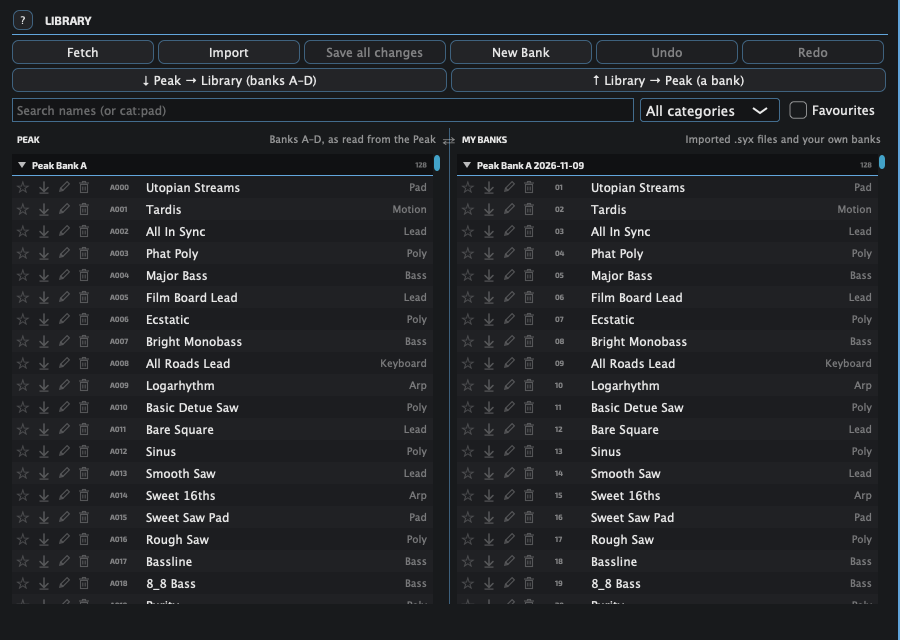 ? LIBRARY
Fetch Import Save all changes New Bank Undo Redo
↓ Peak → Library (banks A–D) ↑ Library → Peak (a bank)
Search names (or cat:pad) All categories Favourites
PEAK Banks A–D, as read from the Peak ⇄ MY BANKS Imported .syx files and your own banks
▼ Peak Bank A 128 ▼ Peak Bank A 2026-11-09 128
A000 Utopian Streams Pad 01 Utopian Streams Pad
A001 Tardis Motion 02 Tardis Motion
A002 All In Sync Lead 03 All In Sync Lead
A003 Phat Poly Poly 04 Phat Poly Poly
A004 Major Bass Bass 05 Major Bass Bass
A005 Film Board Lead Lead 06 Film Board Lead Lead
A006 Ecstatic Poly 07 Ecstatic Poly
A007 Bright Monobass Bass 08 Bright Monobass Bass
A008 All Roads Lead Keyboard 09 All Roads Lead Keyboard
A009 Logarhythm Arp 10 Logarhythm Arp
A010 Basic Detue Saw Poly 11 Basic Detue Saw Poly
A011 Bare Square Lead 12 Bare Square Lead
A012 Sinus Poly 13 Sinus Poly
A013 Smooth Saw Lead 14 Smooth Saw Lead
A014 Sweet 16ths Arp 15 Sweet 16ths Arp
A015 Sweet Saw Pad Pad 16 Sweet Saw Pad Pad
A016 Rough Saw Poly 17 Rough Saw Poly
A017 Bassline Bass 18 Bassline Bass
A018 8_8 Bass Bass 19 8_8 Bass Bass